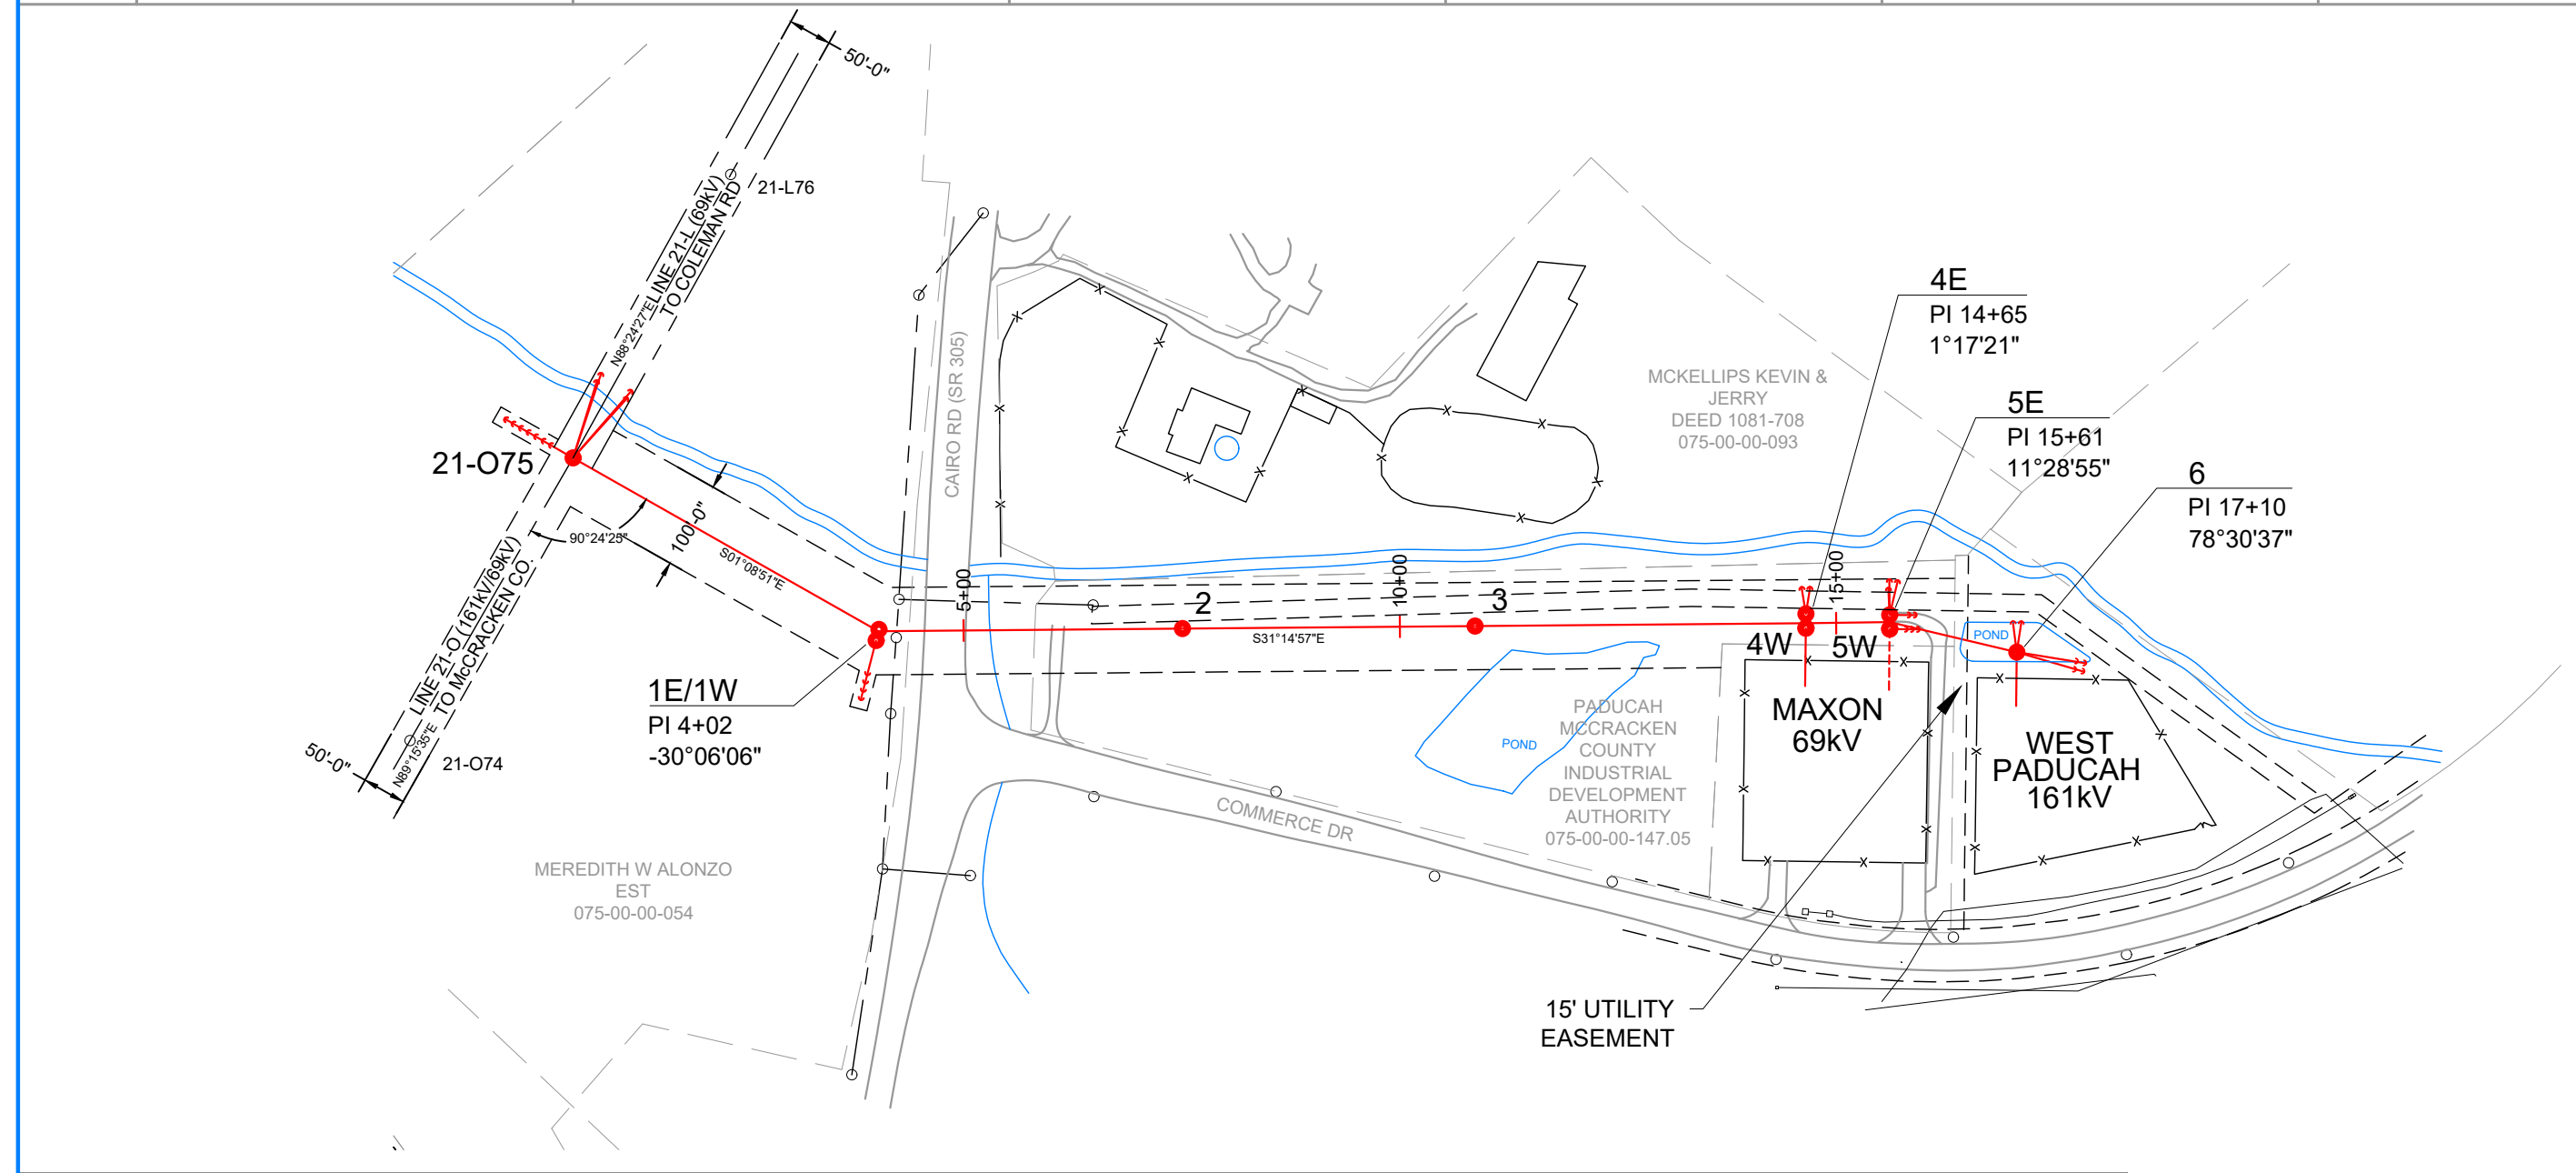 50'-0"
21-L76
LINE 21-L (69kV)
TO COLEMAN RD
N88°24'27"E
21-O75
90°24'25"
100'-0"
S01°08'51"E
LINE 21-O (161kV/69kV)
TO McCRACKEN CO.
N89°15'35"E
50'-0"
21-O74
1E/1W
PI 4+02
-30°06'06"
CAIRO RD (SR 305)
5+00
2
10+00
3
S31°14'57"E
15+00
MCKELLIPS KEVIN &
JERRY
DEED 1081-708
075-00-00-093
4E
PI 14+65
1°17'21"
5E
PI 15+61
11°28'55"
6
PI 17+10
78°30'37"
4W
5W
POND
POND
MAXON
69kV
WEST
PADUCAH
161kV
PADUCAH
MCCRACKEN
COUNTY
INDUSTRIAL
DEVELOPMENT
AUTHORITY
075-00-00-147.05
COMMERCE DR
MEREDITH W ALONZO
EST
075-00-00-054
15' UTILITY
EASEMENT